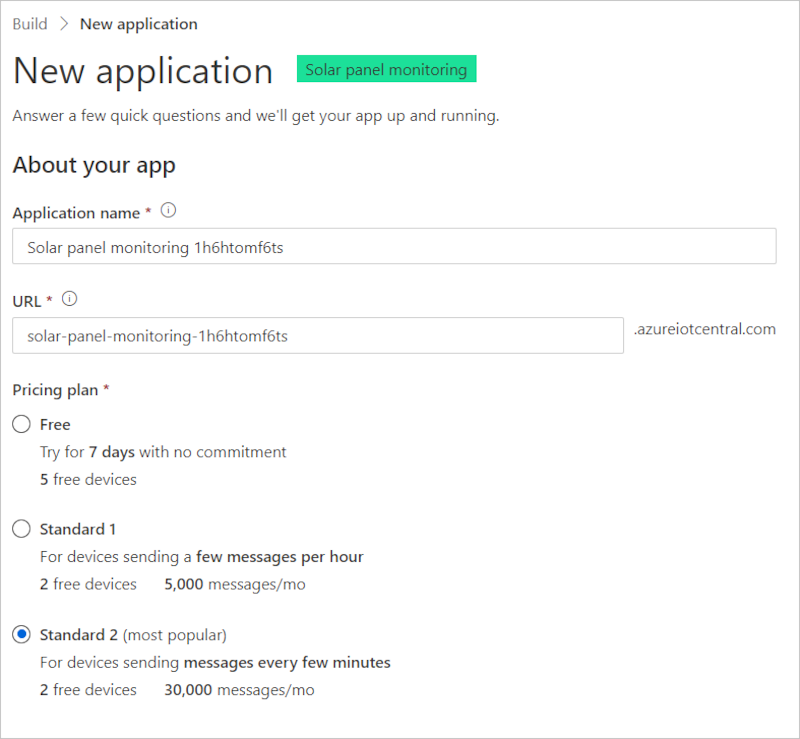 Build > New application
New application Solar panel monitoring
Answer a few quick questions and we'll get your app up and running.
About your app
Application name *
Solar panel monitoring 1h6htomf6ts
URL *
solar-panel-monitoring-1h6htomf6ts .azureiotcentral.com
Pricing plan *
Free
Try for 7 days with no commitment
5 free devices
Standard 1
For devices sending a few messages per hour
2 free devices 5,000 messages/mo
Standard 2 (most popular)
For devices sending messages every few minutes
2 free devices 30,000 messages/mo